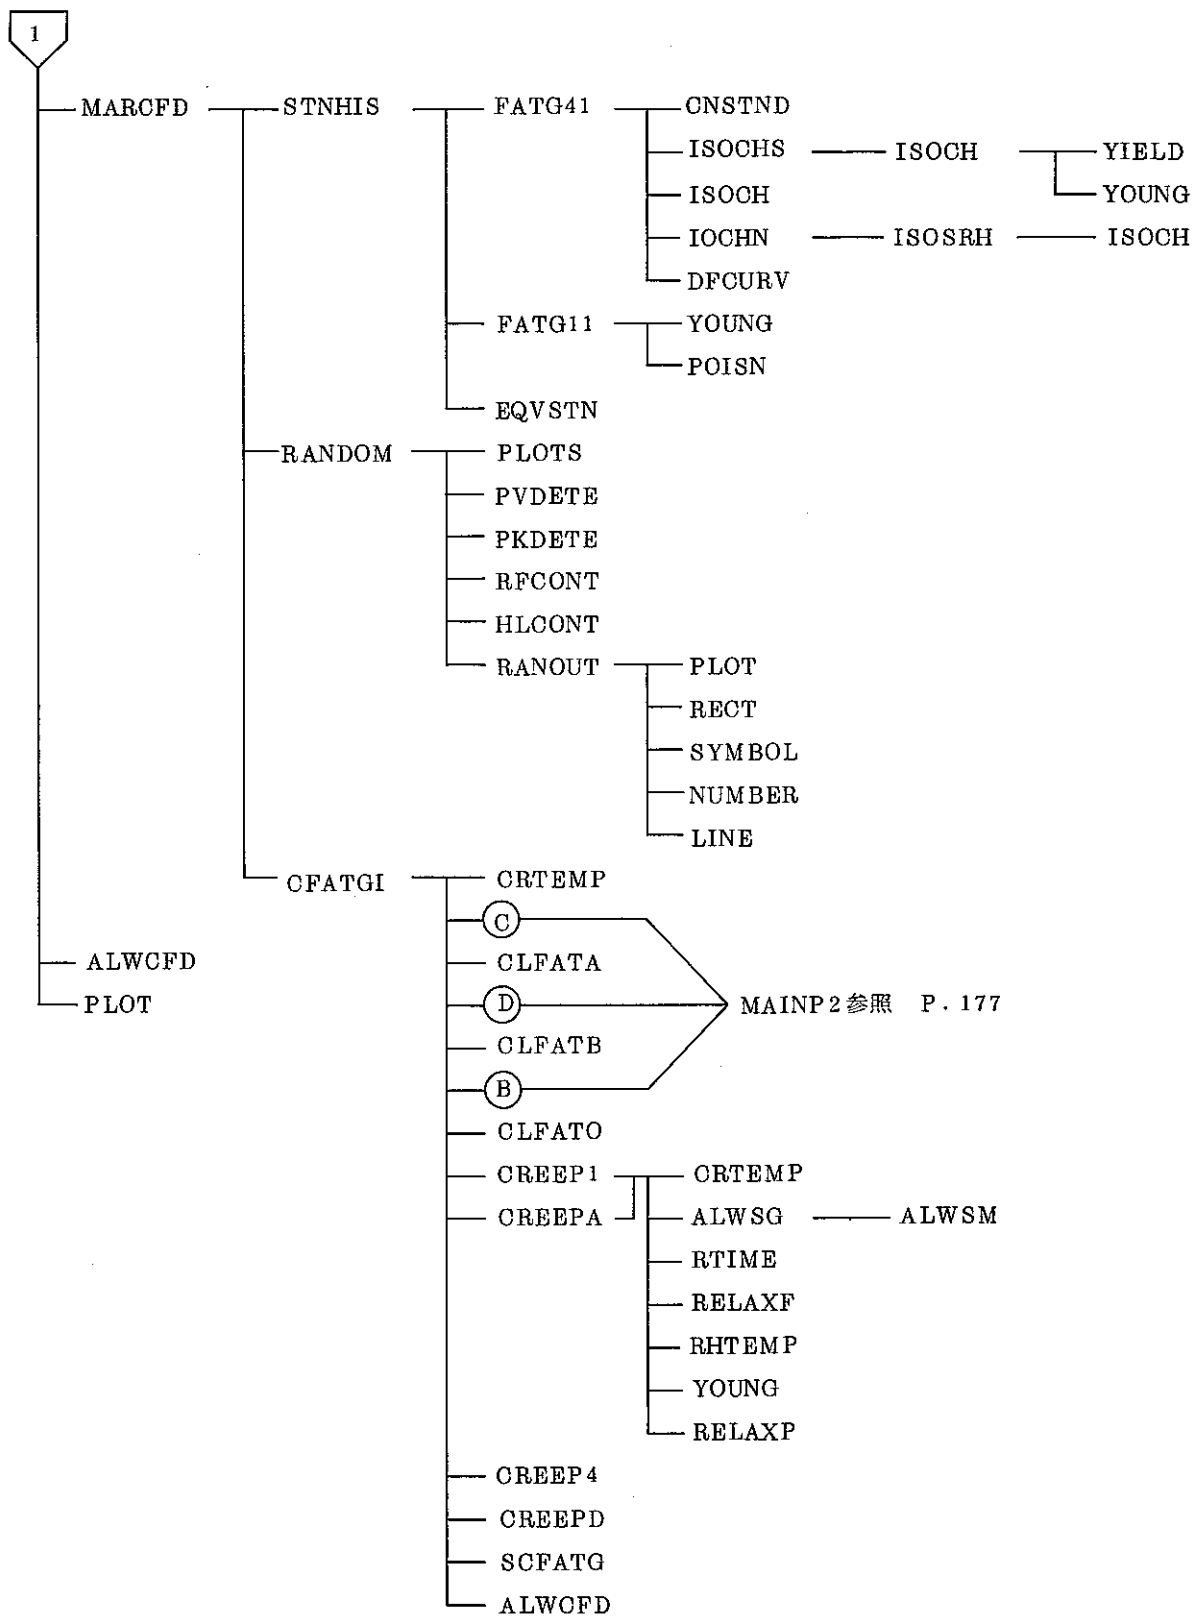 1
MARCFD STNHIS FATG41 CNSTND
ISOCHS ISOCH YIELD
ISOCH YOUNG
IOCHN ISOSRH ISOCH
DFCURV
FATG11 YOUNG
POISN
EQVSTN
RANDOM PLOTS
PVDETE
PKDETE
RFCONT
HLCONT
RANOUT PLOT
RECT
SYMBOL
NUMBER
LINE
CFATGI CRTEMP
C
ALWCFD CLFATA
PLOT D MAINP2参照 P.177
CLFATB
B
CLFATO
CREEP1 CRTEMP
CREEPA ALWSG ALWSM
RTIME
RELAXF
RHTEMP
YOUNG
RELAXP
CREEP4
CREEPD
SCFATG
ALWCFD